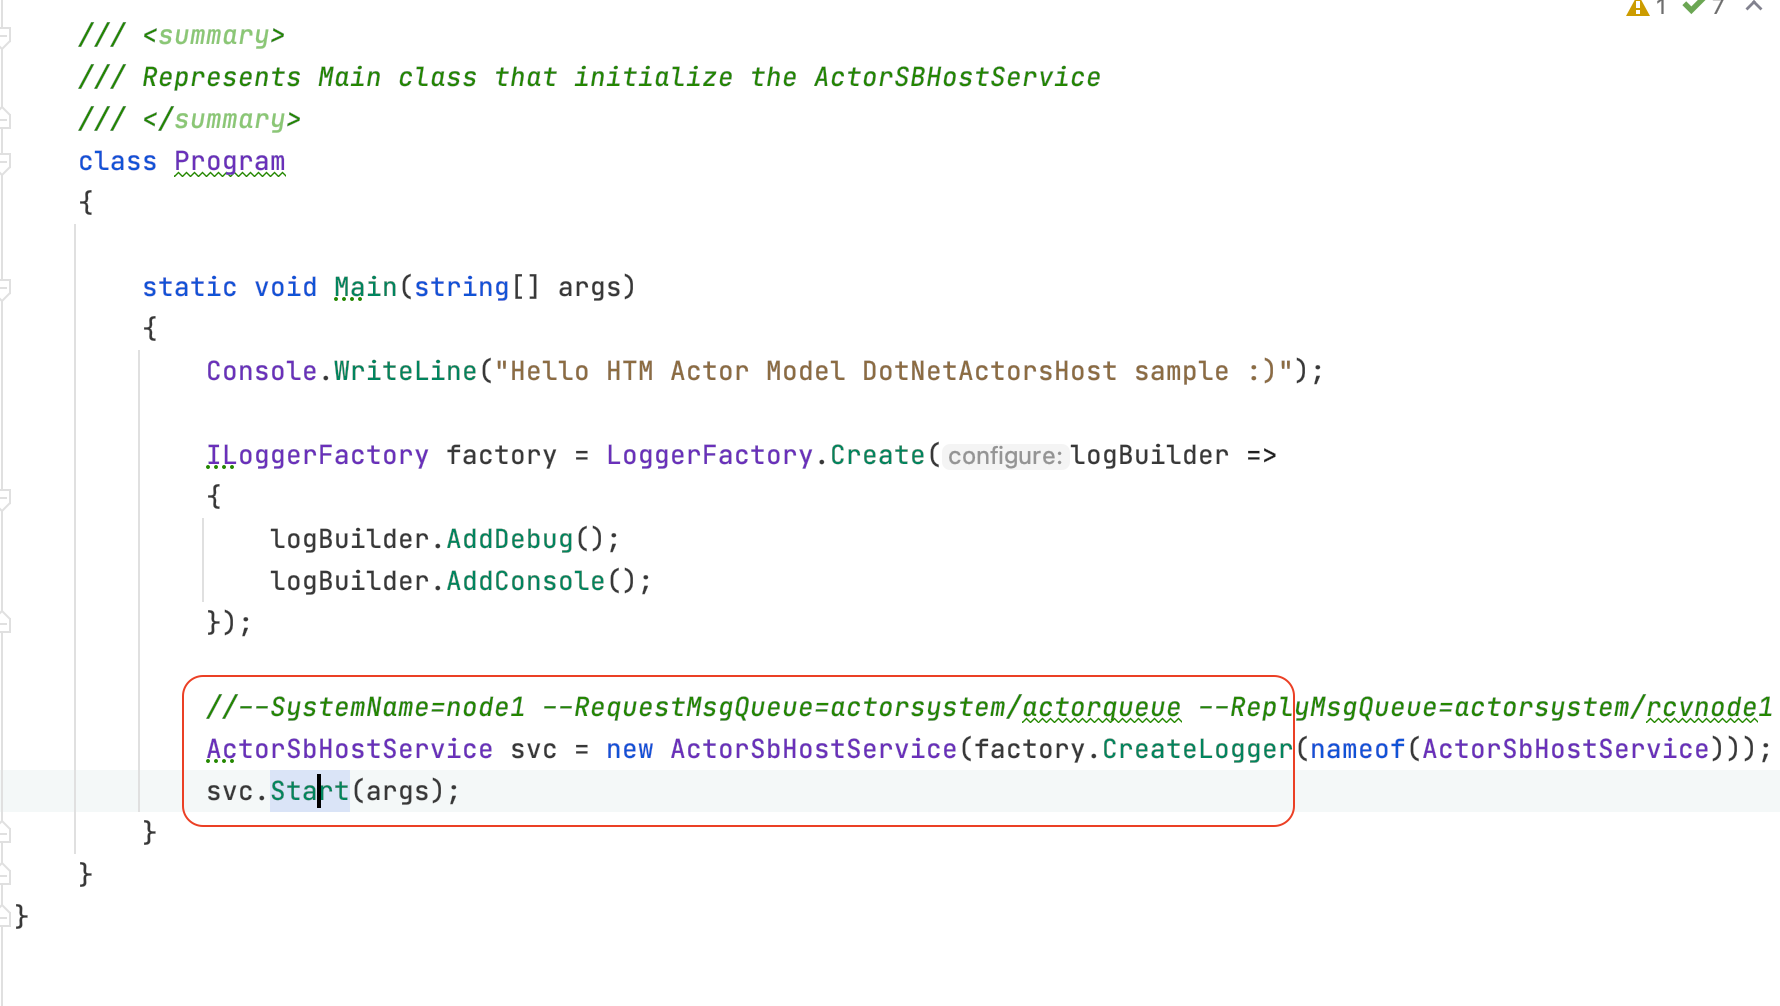 1 7
/// <summary>
/// Represents Main class that initialize the ActorSBHostService
/// </summary>
class Program
{
static void Main(string[] args)
{
Console.WriteLine("Hello HTM Actor Model DotNetActorsHost sample :)");
ILoggerFactory factory = LoggerFactory.Create(configure: logBuilder =>
{
logBuilder.AddDebug();
logBuilder.AddConsole();
});
//--SystemName=node1 --RequestMsgQueue=actorsystem/actorqueue --ReplyMsgQueue=actorsystem/rcvnode1
ActorSbHostService svc = new ActorSbHostService(factory.CreateLogger(nameof(ActorSbHostService)));
svc.Start(args);
}
}
}